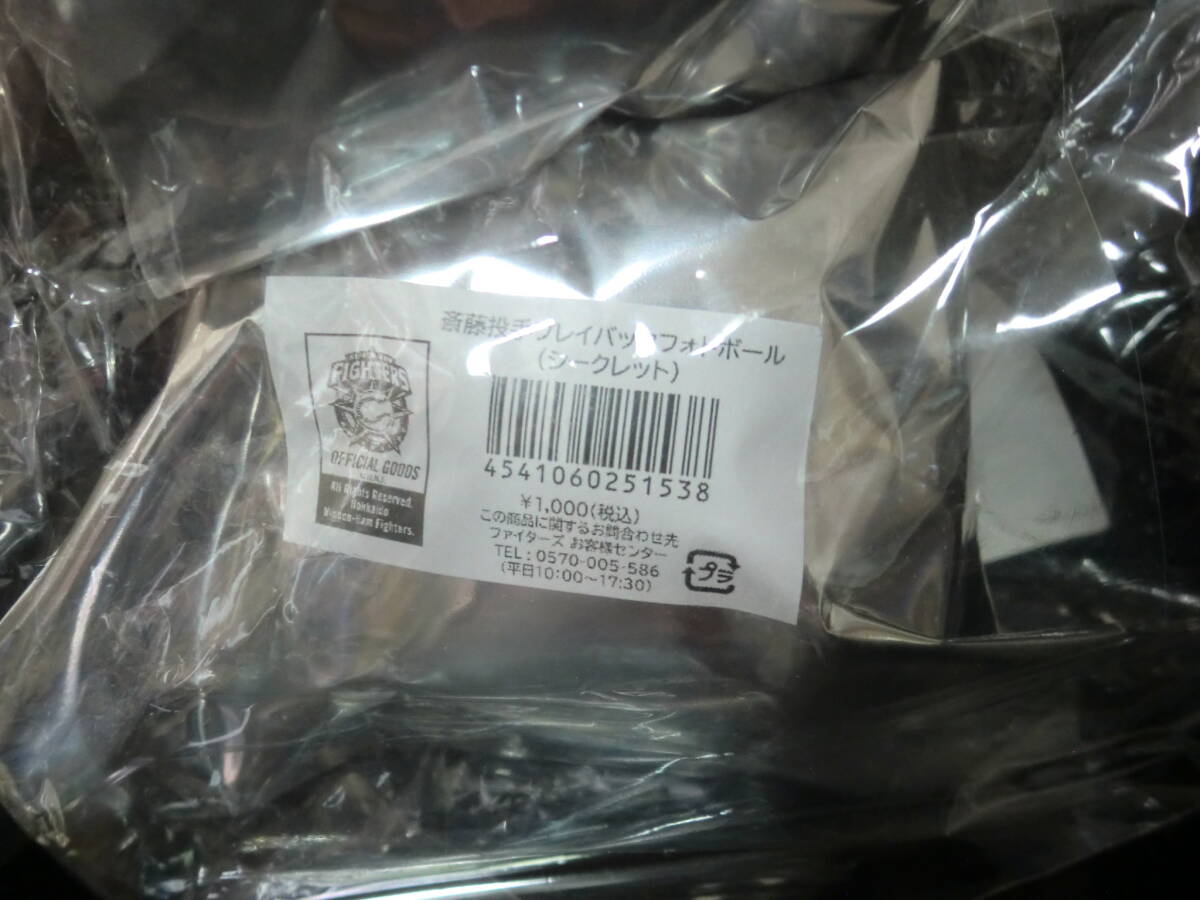 斎藤投手プレイバックフォトボール
(シークレット)
FIGHTERS
OFFICIAL GOODS
All Rights Reserved.
Hokkaido
Nippon-Ham Fighters.
4541060251538
¥1,000(税込)
この商品に関するお問合わせ先
ファイターズ お客様センター
TEL:0570-005-586
(平日10:00~17:30)
プラ